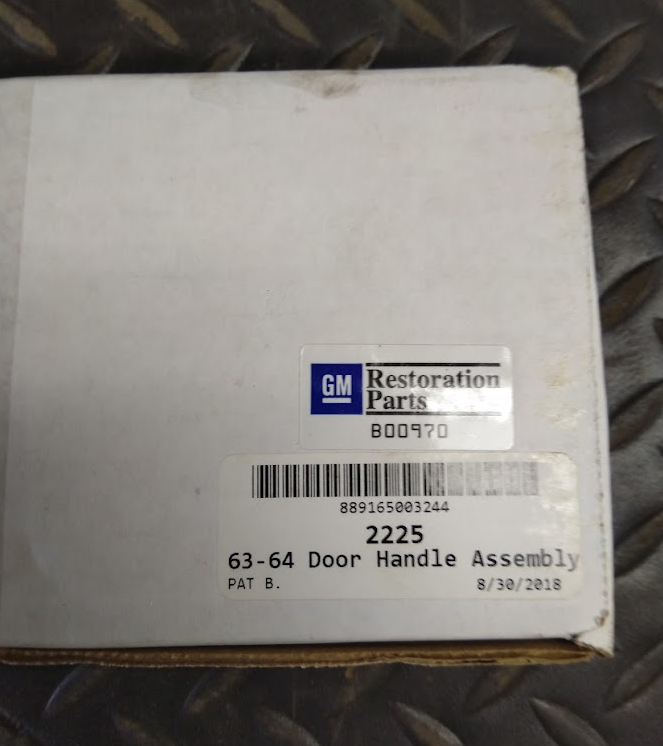 GM Restoration
Parts
B00970
889165003244
2225
63-64 Door Handle Assembly
PAT B. 8/30/2018